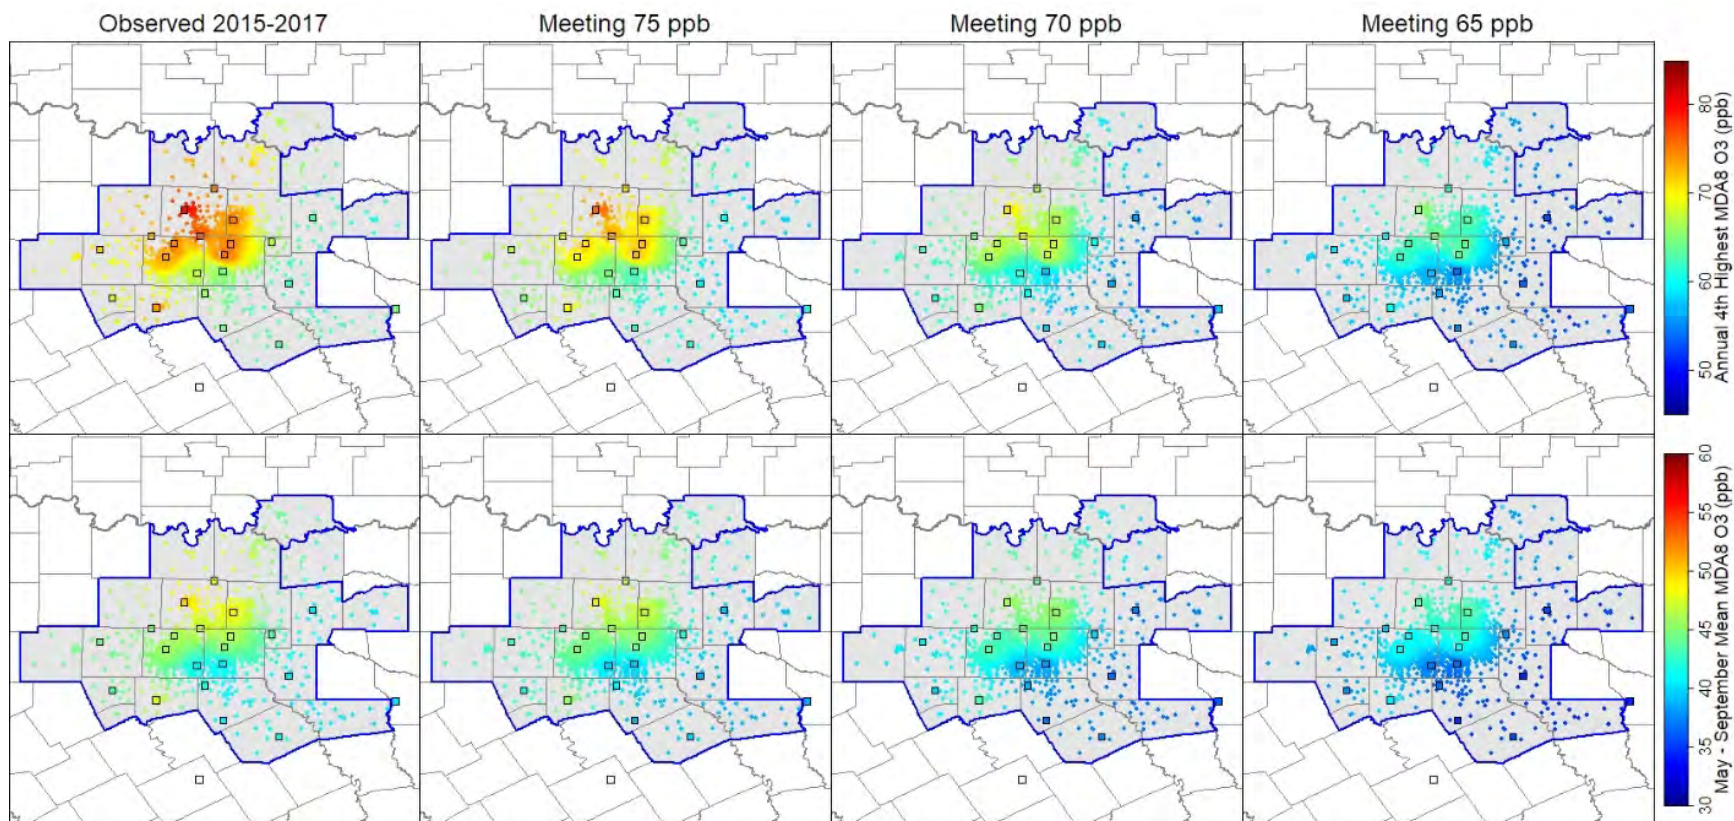 Observed 2015-2017
Meeting 75 ppb
Meeting 70 ppb
Meeting 65 ppb
80
70
60
50
Annual 4th Highest MDA8 O3 (ppb)
60
55
50
45
40
35
30
May - September Mean MDA8 O3 (ppb)